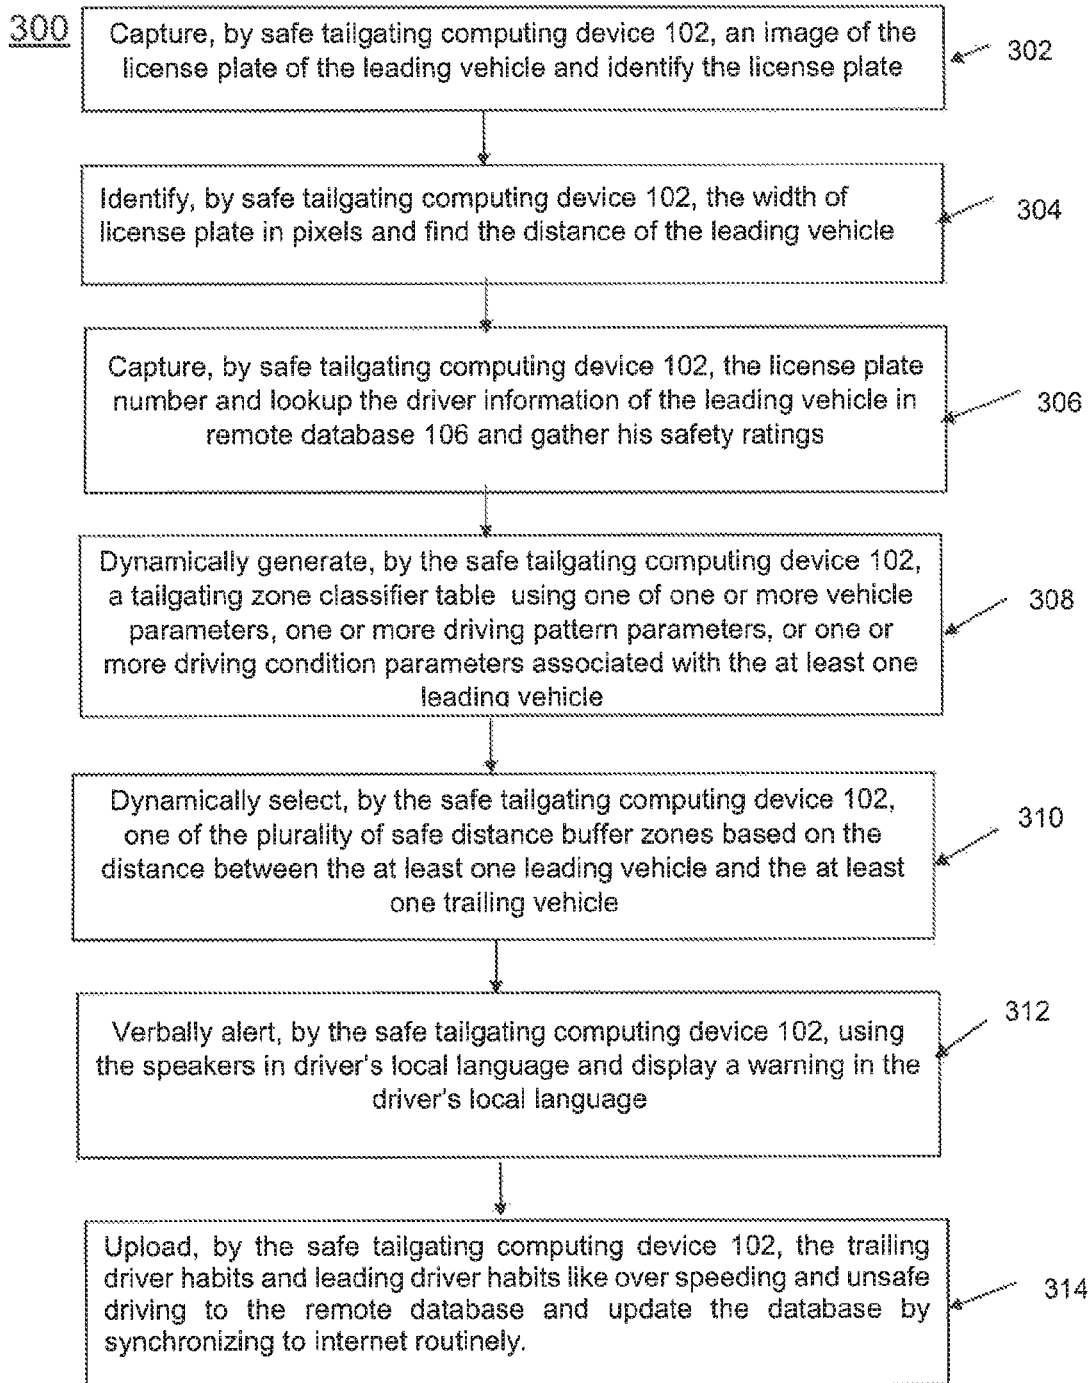 300
Capture, by safe tailgating computing device 102, an image of the
license plate of the leading vehicle and identify the license plate
302
Identify, by safe tailgating computing device 102, the width of
license plate in pixels and find the distance of the leading vehicle
304
Capture, by safe tailgating computing device 102, the license plate
number and lookup the driver information of the leading vehicle in
remote database 106 and gather his safety ratings
306
Dynamically generate, by the safe tailgating computing device 102,
a tailgating zone classifier table using one of one or more vehicle
parameters, one or more driving pattern parameters, or one or
more driving condition parameters associated with the at least one
leading vehicle
308
Dynamically select, by the safe tailgating computing device 102,
one of the plurality of safe distance buffer zones based on the
distance between the at least one leading vehicle and the at least
one trailing vehicle
310
Verbally alert, by the safe tailgating computing device 102, using
the speakers in driver's local language and display a warning in the
driver's local language
312
Upload, by the safe tailgating computing device 102, the trailing
driver habits and leading driver habits like over speeding and unsafe
driving to the remote database and update the database by
synchronizing to internet routinely.
314